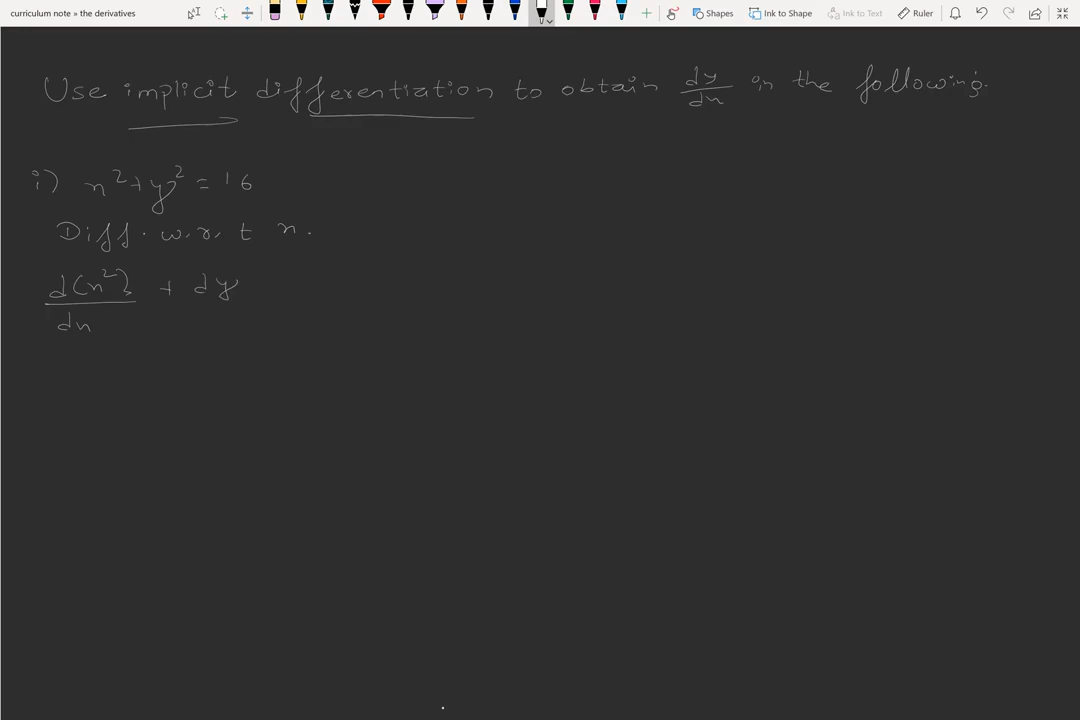 curriculum note » the derivatives
Shapes Ink to Shape Ink to Text Ruler
Use implicit differentiation to obtain dy/dx in the following.
i) x²+y² = 16
Diff. w.r.t x.
d(x²)/dx + dy